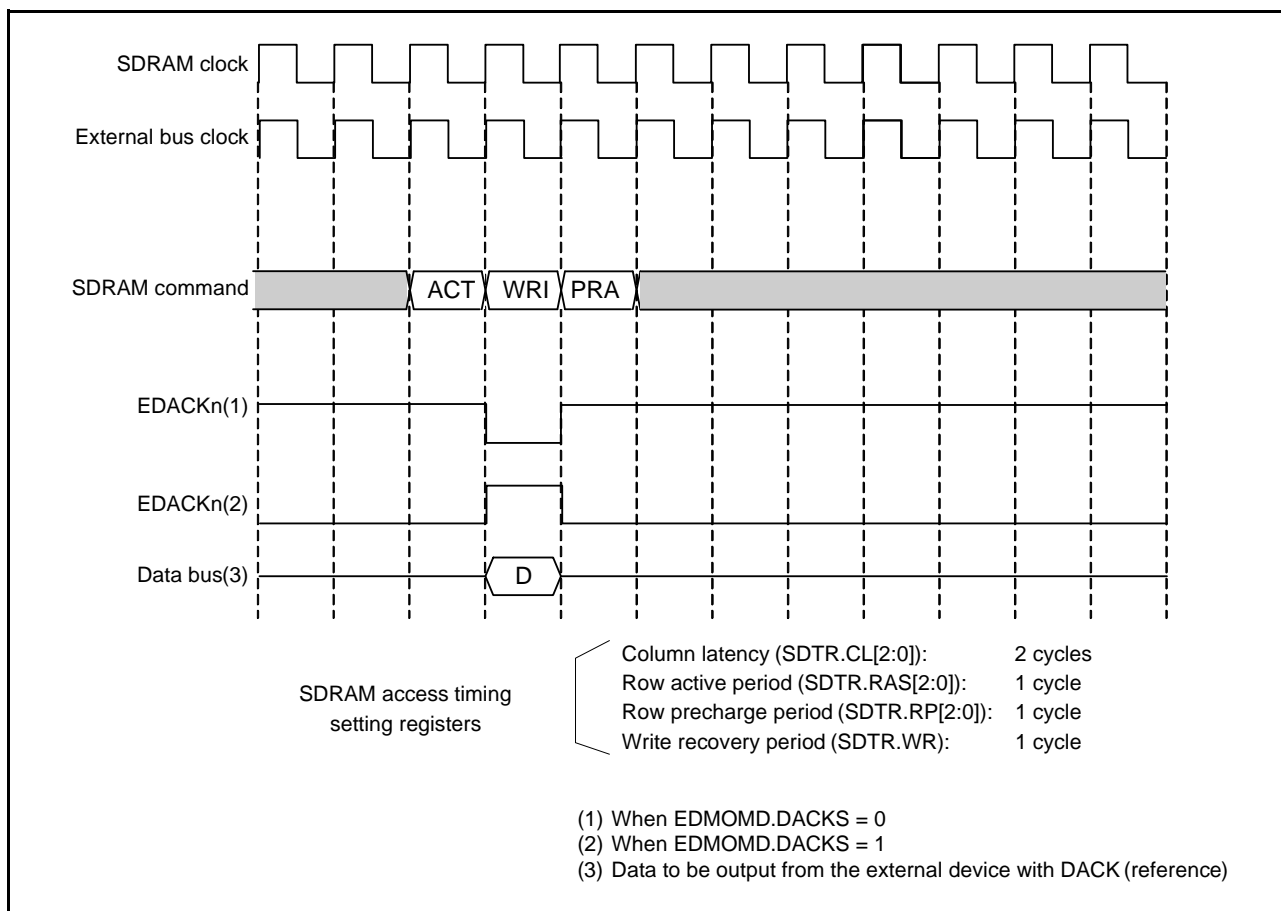 SDRAM clock
External bus clock
SDRAM command
ACT WRI PRA
EDACKn(1)
EDACKn(2)
Data bus(3)
D
SDRAM access timing
setting registers
Column latency (SDTR.CL[2:0]): 2 cycles
Row active period (SDTR.RAS[2:0]): 1 cycle
Row precharge period (SDTR.RP[2:0]): 1 cycle
Write recovery period (SDTR.WR): 1 cycle
(1) When EDMOMD.DACKS = 0
(2) When EDMOMD.DACKS = 1
(3) Data to be output from the external device with DACK (reference)